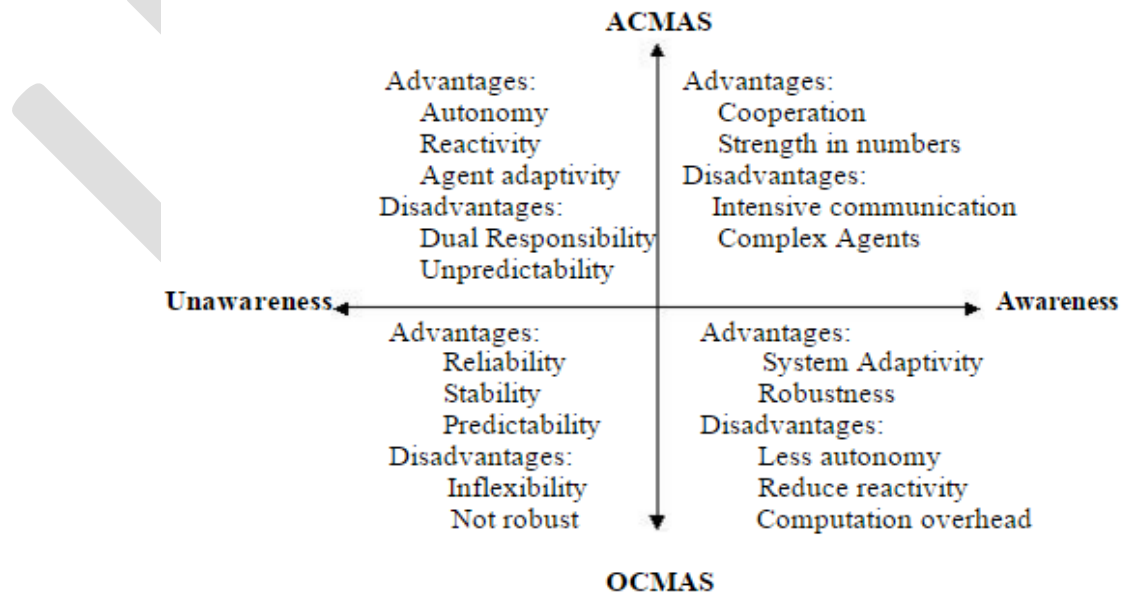 ACMAS
Advantages:
Autonomy
Reactivity
Agent adaptivity
Disadvantages:
Dual Responsibility
Unpredictability
Advantages:
Cooperation
Strength in numbers
Disadvantages:
Intensive communication
Complex Agents
Unawareness
Awareness
Advantages:
Reliability
Stability
Predictability
Disadvantages:
Inflexibility
Not robust
Advantages:
System Adaptivity
Robustness
Disadvantages:
Less autonomy
Reduce reactivity
Computation overhead
OCMAS